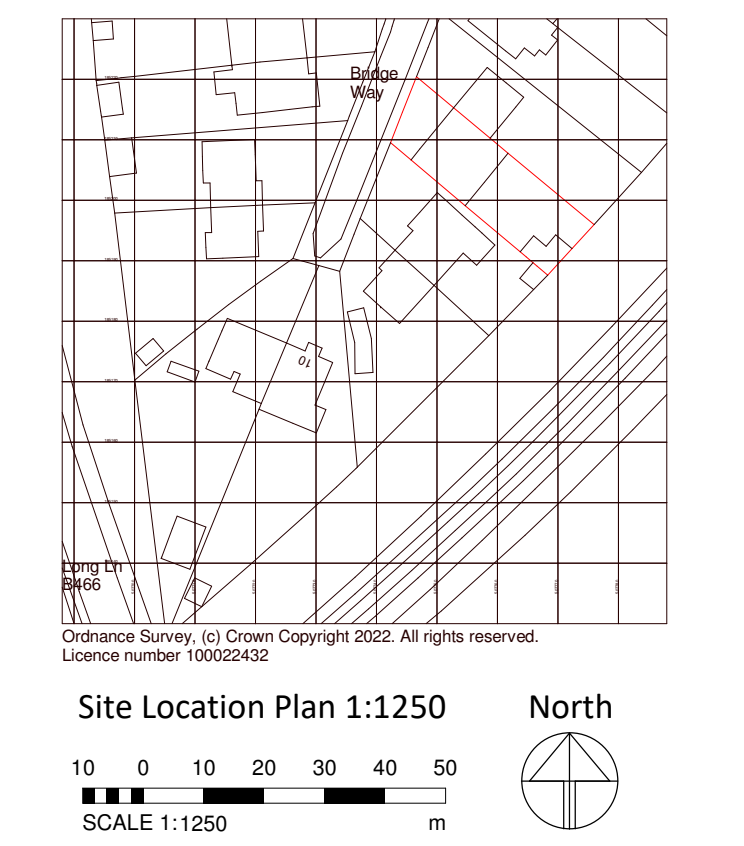 Bridge
Way
10
Long Ln
B466
Ordnance Survey, (c) Crown Copyright 2022. All rights reserved.
Licence number 100022432
Site Location Plan 1:1250
North
10 0 10 20 30 40 50
SCALE 1:1250 m